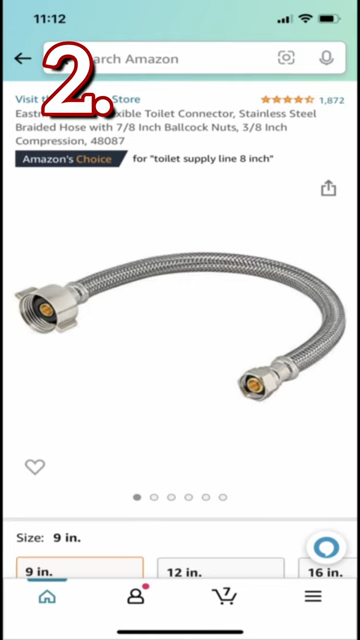 11:12
2.
arch Amazon
Visit th Store
1,872
East xible Toilet Connector, Stainless Steel
Braided Hose with 7/8 Inch Ballcock Nuts, 3/8 Inch
Compression, 48087
Amazon's Choice for "toilet supply line 8 inch"
Size: 9 in.
9 in. 12 in. 16 in.
7